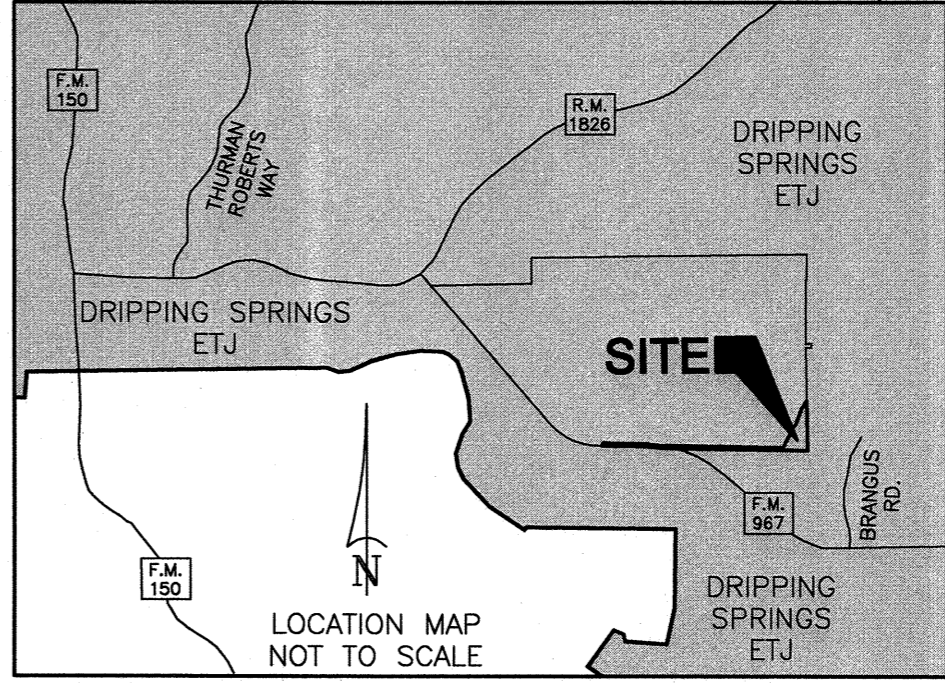 F.M.
150
THURMAN
ROBERTS
WAY
R.M.
1826
DRIPPING
SPRINGS
ETJ
DRIPPING SPRINGS
ETJ
SITE
BRANGUS
RD.
F.M.
967
F.M.
150
N
LOCATION MAP
NOT TO SCALE
DRIPPING
SPRINGS
ETJ